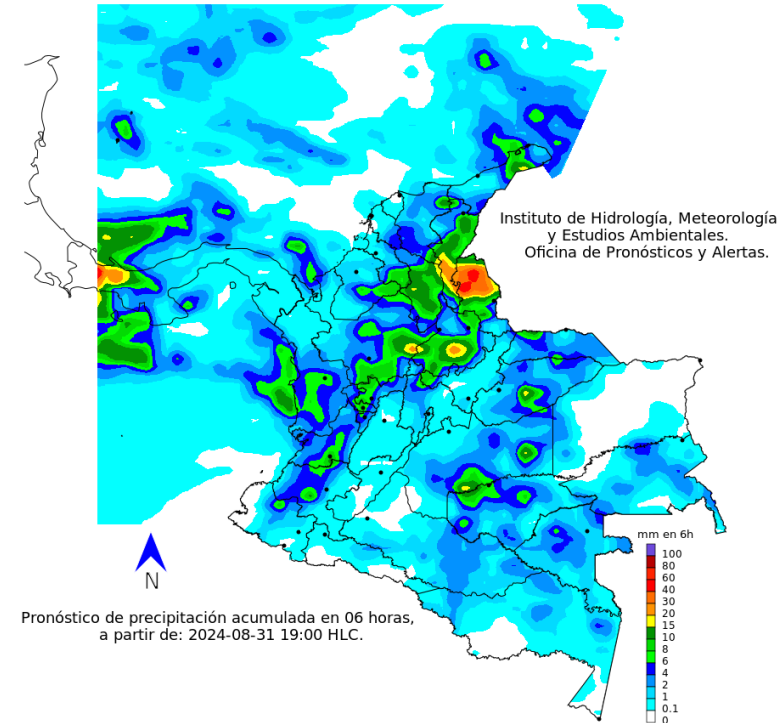 Instituto de Hidrología, Meteorología
y Estudios Ambientales.
Oficina de Pronósticos y Alertas.
mm en 6h
100
80
60
40
30
20
15
10
8
6
4
2
1
0.1
0
N
Pronóstico de precipitación acumulada en 06 horas,
a partir de: 2024-08-31 19:00 HLC.